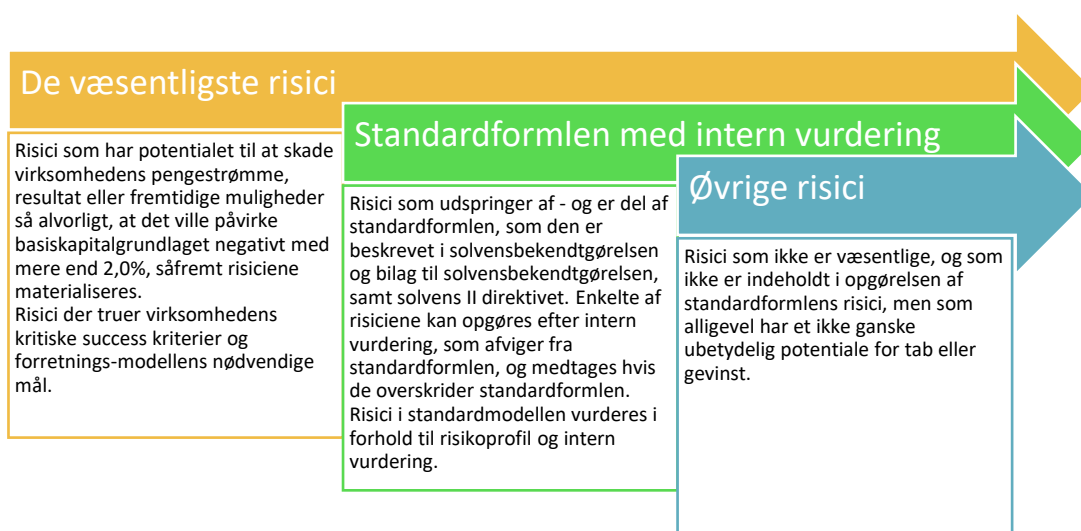 De væsentligste risici
Risici som har potentialet til at skade
virksomhedens pengestrømme,
resultat eller fremtidige muligheder
så alvorligt, at det ville påvirke
basiskapitalgrundlaget negativt med
mere end 2,0%, såfremt risiciene
materialiseres.
Risici der truer virksomhedens
kritiske success kriterier og
forretnings-modellens nødvendige
mål.
Standardformlen med intern vurdering
Risici som udspringer af - og er del af
standardformlen, som den er
beskrevet i solvensbekendtgørelsen
og bilag til solvensbekendtgørelsen,
samt solvens II direktivet. Enkelte af
risiciene kan opgøres efter intern
vurdering, som afviger fra
standardformlen, og medtages hvis
de overskrider standardformlen.
Risici i standardmodellen vurderes i
forhold til risikoprofil og intern
vurdering.
Øvrige risici
Risici som ikke er væsentlige, og som
ikke er indeholdt i opgørelsen af
standardformlens risici, men som
alligevel har et ikke ganske
ubetydelig potentiale for tab eller
gevinst.